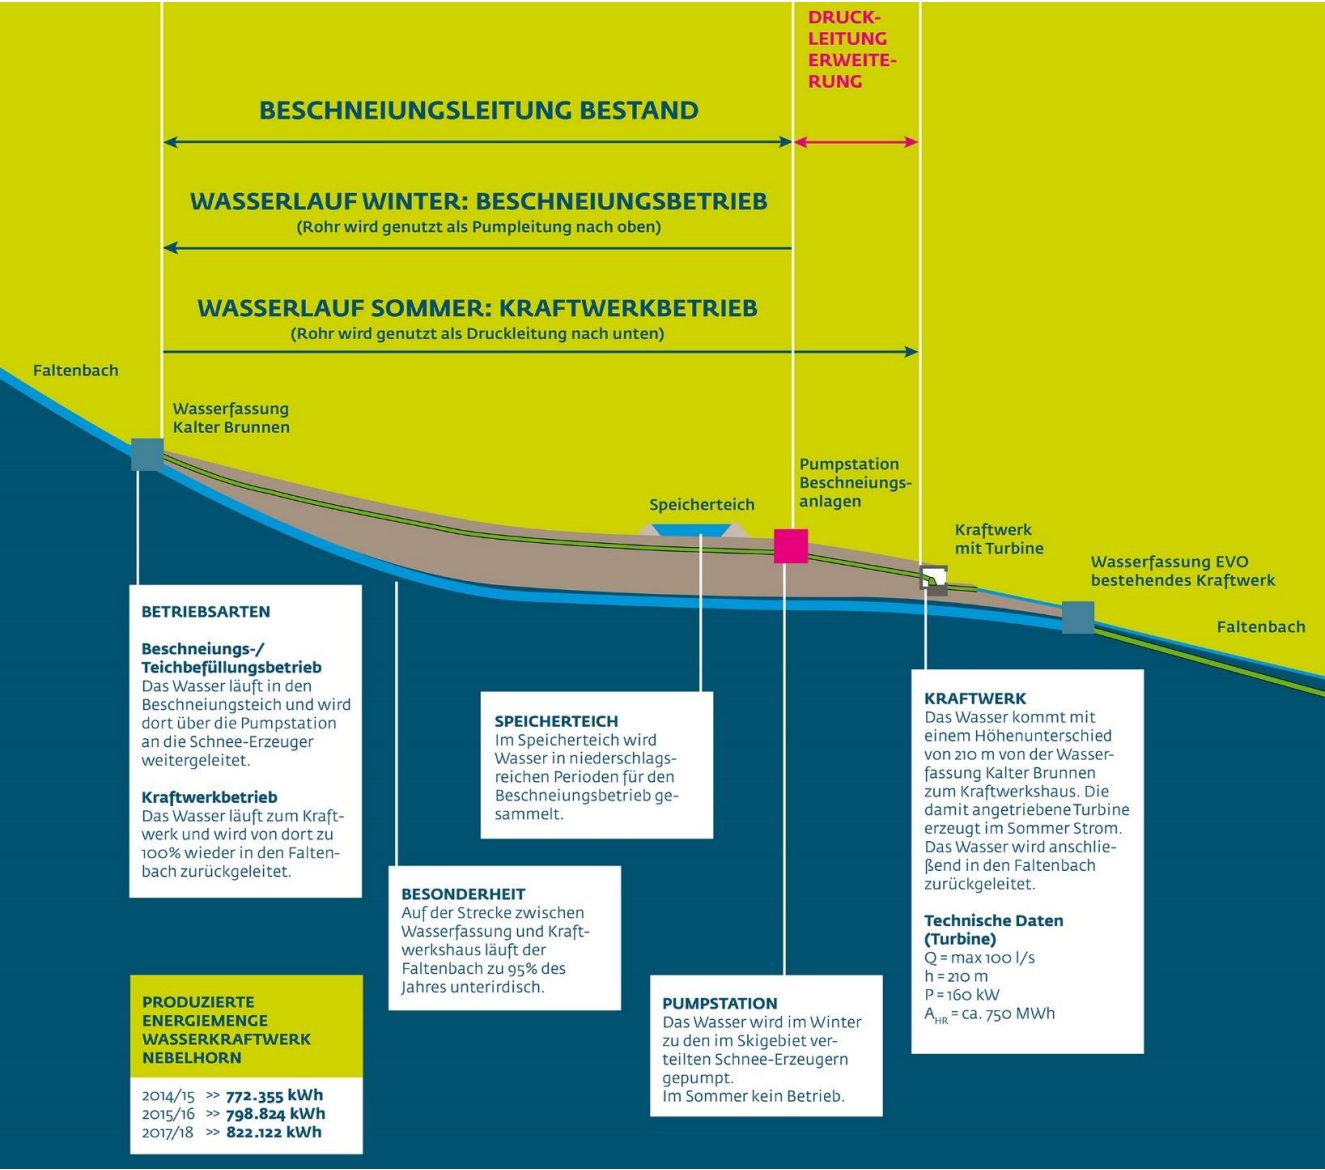 DRUCK-
LEITUNG
ERWEITE-
RUNG
BESCHNEIUNGSLEITUNG BESTAND
WASSERLAUF WINTER: BESCHNEIUNGSBETRIEB
(Rohr wird genutzt als Pumpleitung nach oben)
WASSERLAUF SOMMER: KRAFTWERKBETRIEB
(Rohr wird genutzt als Druckleitung nach unten)
Faltenbach
Wasserfassung
Kalter Brunnen
Pumpstation
Beschneiungs-
anlagen
Speicherteich
Kraftwerk
mit Turbine
Wasserfassung EVO
bestehendes Kraftwerk
Faltenbach
BETRIEBSARTEN
Beschneiungs-/
Teichbefüllungsbetrieb
Das Wasser läuft in den
Beschneiungsteich und wird
dort über die Pumpstation
an die Schnee-Erzeuger
weitergeleitet.
Kraftwerkbetrieb
Das Wasser läuft zum Kraft-
werk und wird von dort zu
100% wieder in den Falten-
bach zurückgeleitet.
SPEICHERTEICH
Im Speicherteich wird
Wasser in niederschlags-
reichen Perioden für den
Beschneiungsbetrieb ge-
sammelt.
KRAFTWERK
Das Wasser kommt mit
einem Höhenunterschied
von 210 m von der Wasser-
fassung Kalter Brunnen
zum Kraftwerkshaus. Die
damit angetriebene Turbine
erzeugt im Sommer Strom.
Das Wasser wird anschlie-
ßend in den Faltenbach
zurückgeleitet.
Technische Daten
(Turbine)
Q = max 100 l/s
h = 210 m
P = 160 kW
A_HR = ca. 750 MWh
BESONDERHEIT
Auf der Strecke zwischen
Wasserfassung und Kraft-
werkshaus läuft der
Faltenbach zu 95% des
Jahres unterirdisch.
PUMPSTATION
Das Wasser wird im Winter
zu den im Skigebiet ver-
teilten Schnee-Erzeugern
gepumpt.
Im Sommer kein Betrieb.
PRODUZIERTE
ENERGIEMENGE
WASSERKRAFTWERK
NEBELHORN
2014/15 >> 772.355 kWh
2015/16 >> 798.824 kWh
2017/18 >> 822.122 kWh